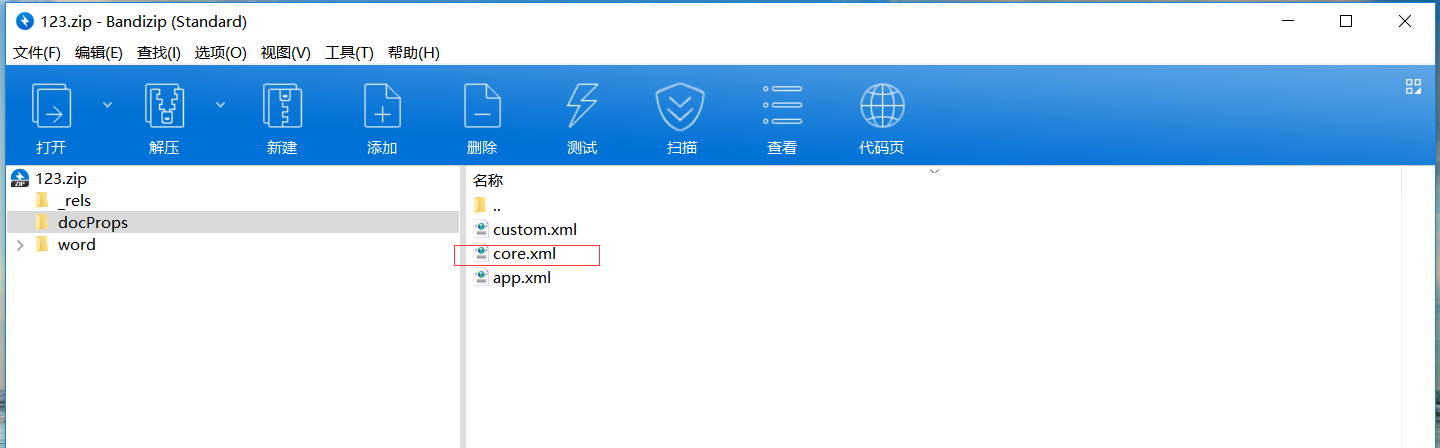 123.zip - Bandizip (Standard)
文件(F) 编辑(E) 查找(I) 选项(O) 视图(V) 工具(T) 帮助(H)
打开 解压 新建 添加 删除 测试 扫描 查看 代码页
123.zip
_rels
docProps
word
名称
..
custom.xml
core.xml
app.xml